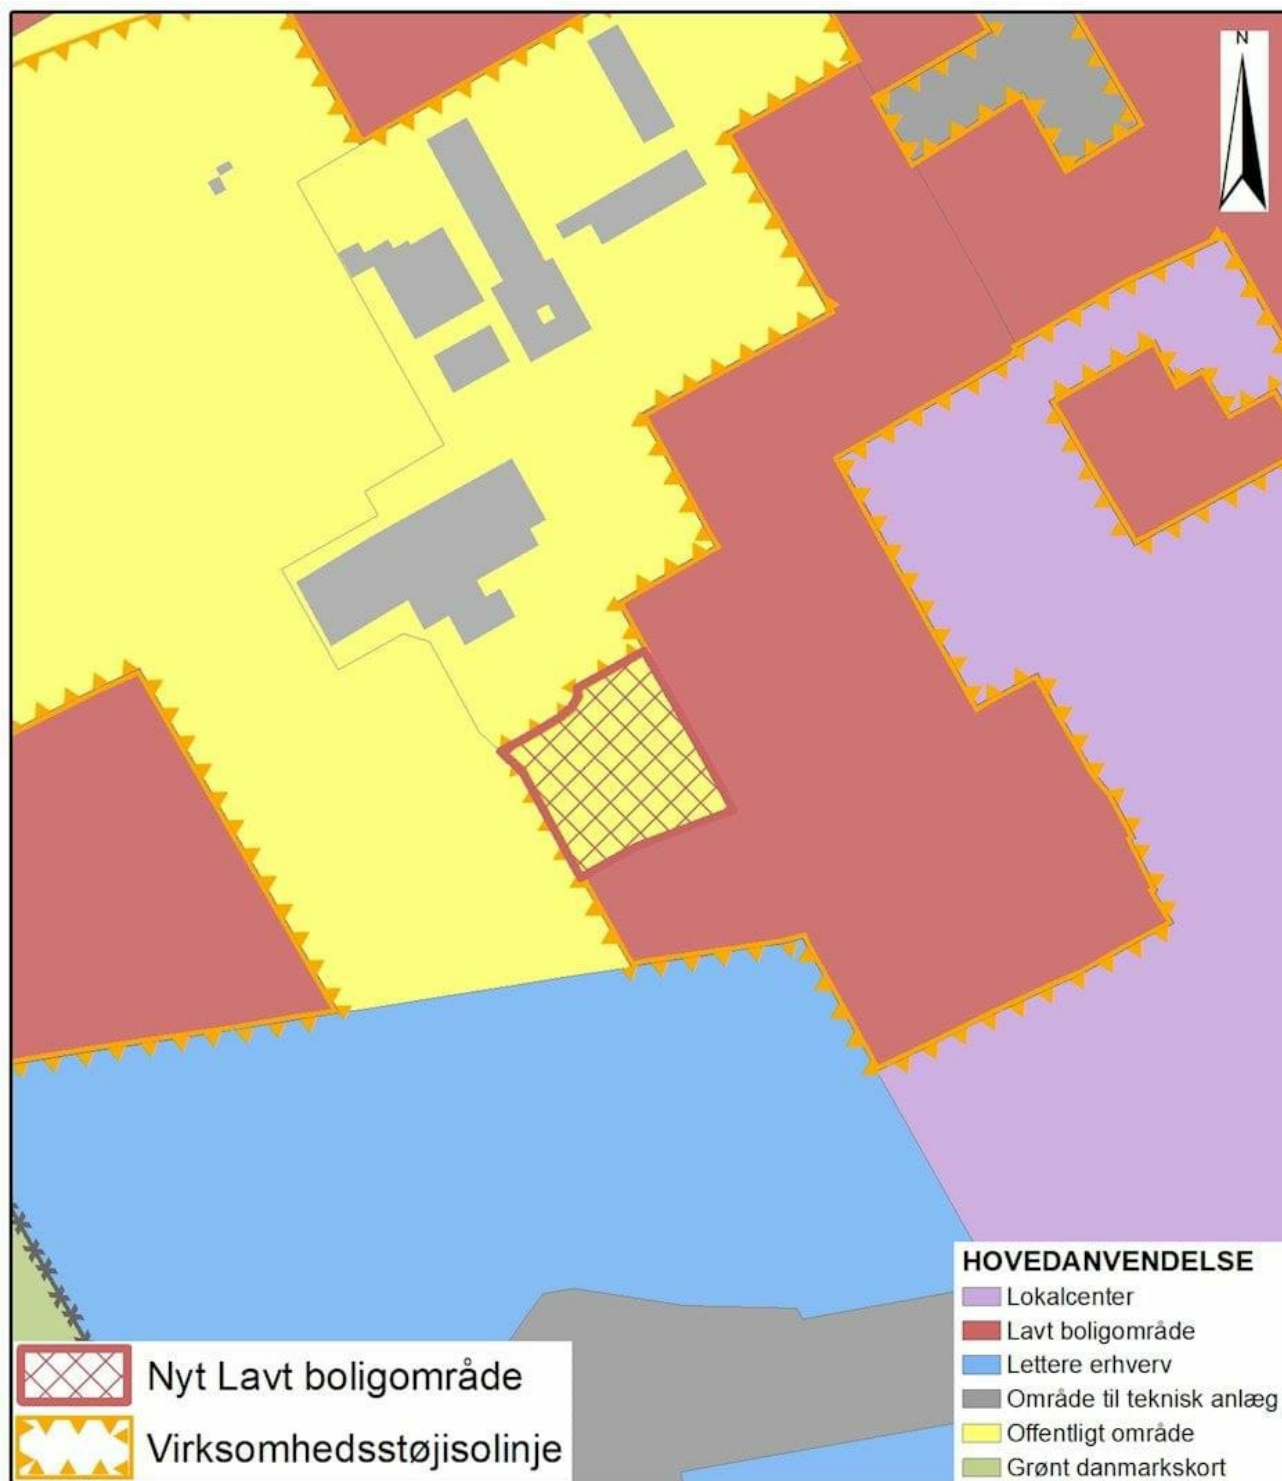 N
HOVEDANVENDELSE
Lokalcenter
Lavt boligområde
Lettere erhverv
Område til teknisk anlæg
Offentligt område
Grønt danmarkskort
Nyt Lavt boligområde
Virksomhedsstøjisolinje